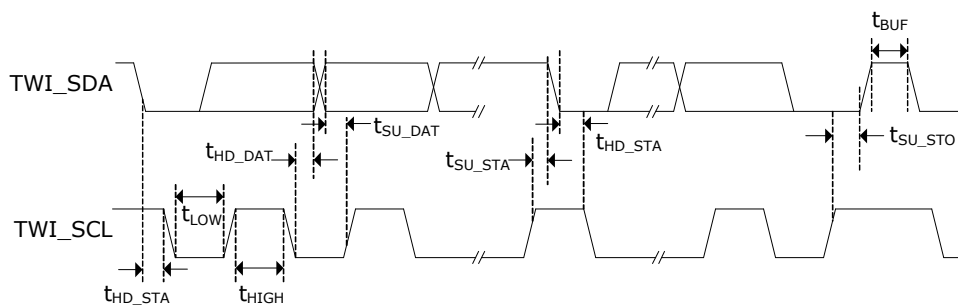 t_BUF
TWI_SDA
t_SU_DAT
t_HD_DAT
t_SU_STA
t_HD_STA
t_SU_STO
t_LOW
TWI_SCL
t_HD_STA
t_HIGH